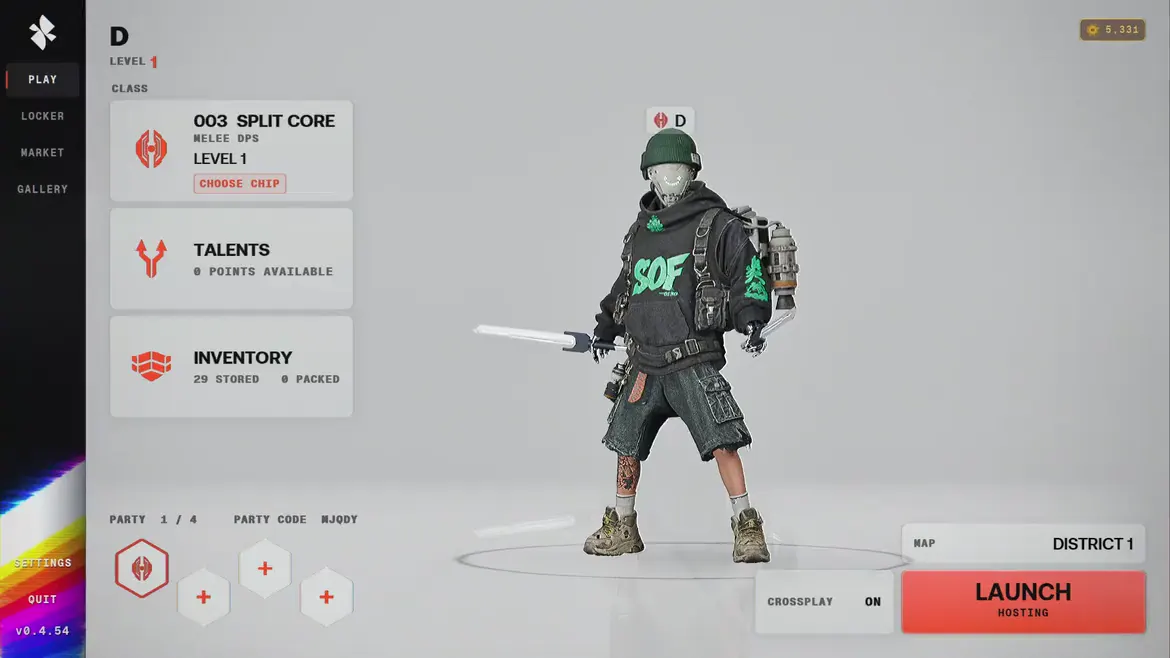 PLAY
LOCKER
MARKET
GALLERY
SETTINGS
QUIT
v0.4.54
D
LEVEL 1
CLASS
003 SPLIT CORE
MELEE DPS
LEVEL 1
CHOOSE CHIP
TALENTS
0 POINTS AVAILABLE
INVENTORY
29 STORED 0 PACKED
PARTY 1 / 4 PARTY CODE NJQDY
5,331
D
SOF
MAP DISTRICT 1
CROSSPLAY ON
LAUNCH
HOSTING